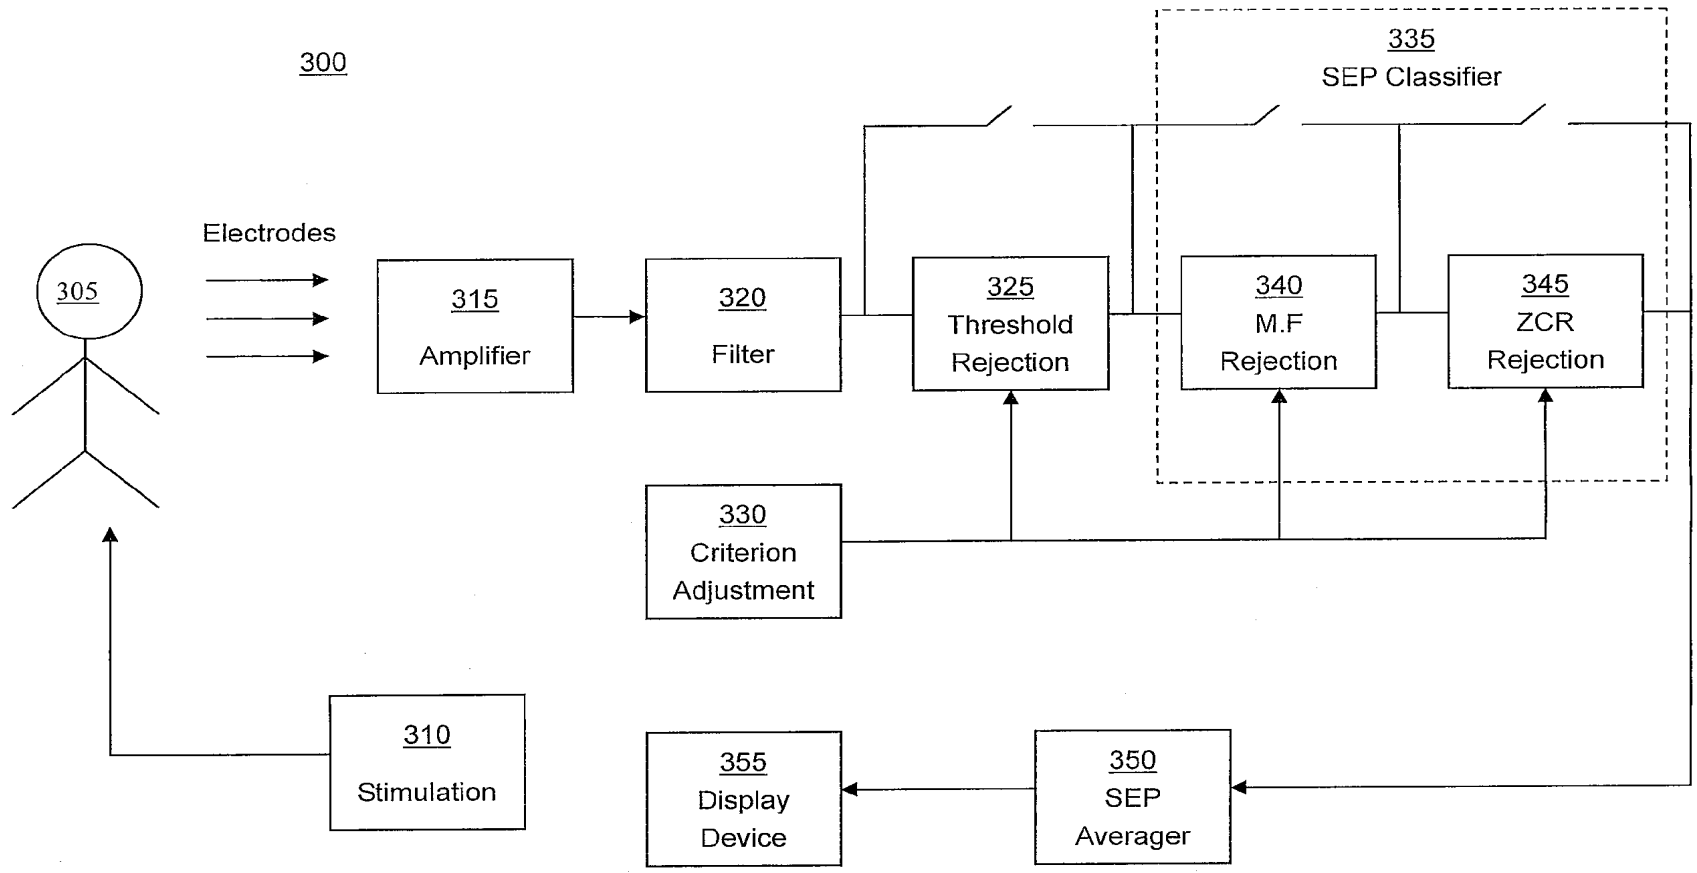 300
335
SEP Classifier
Electrodes
305
315
Amplifier
320
Filter
325
Threshold
Rejection
340
M.F
Rejection
345
ZCR
Rejection
330
Criterion
Adjustment
310
Stimulation
355
Display
Device
350
SEP
Averager